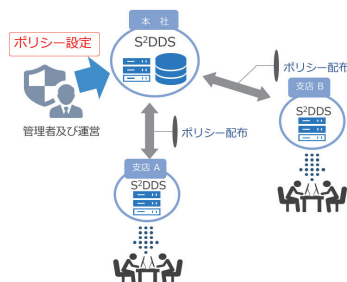 本 社
S²DDS
ポリシー設定
管理者及び運営
ポリシー配布
支店 B
S²DDS
ポリシー配布
支店 A
S²DDS